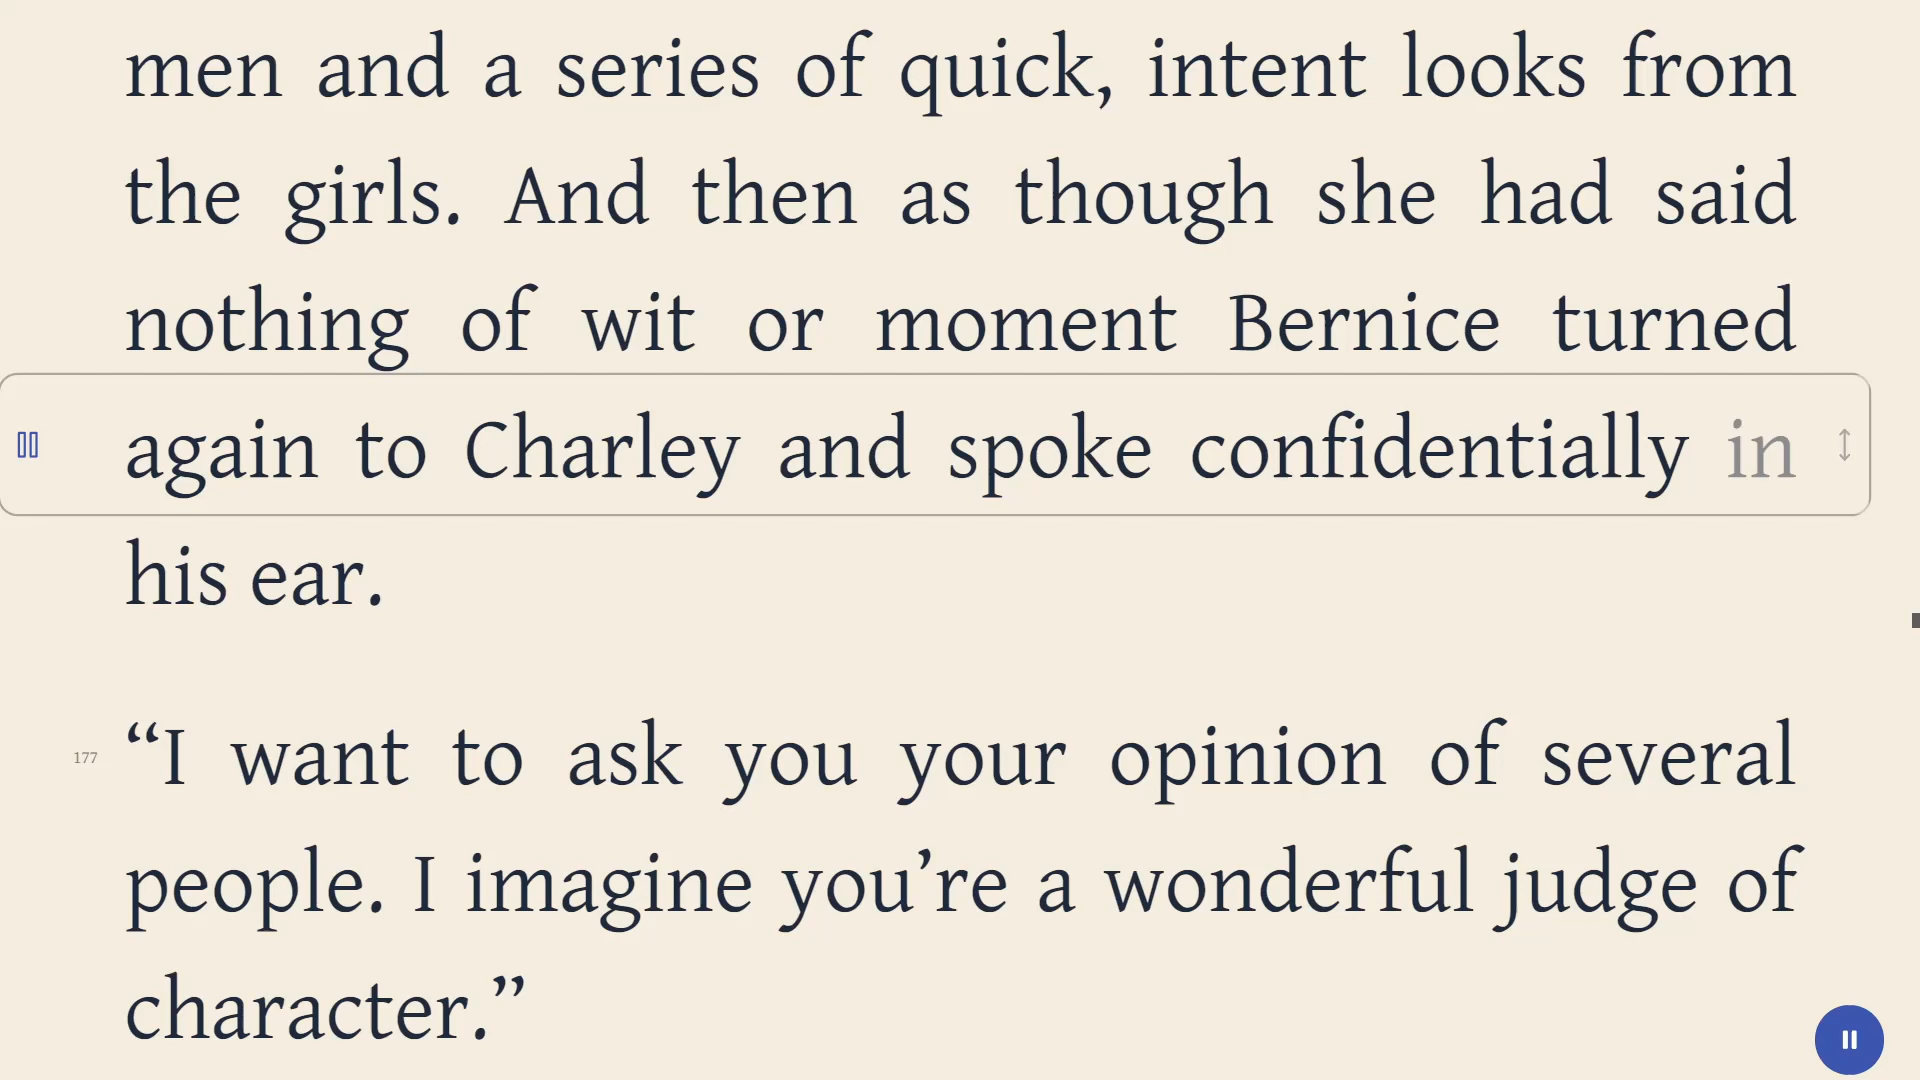 men and a series of quick, intent looks from
the girls. And then as though she had said
nothing of wit or moment Bernice turned
again to Charley and spoke confidentially in
his ear.
177
“I want to ask you your opinion of several
people. I imagine you’re a wonderful judge of
character.”